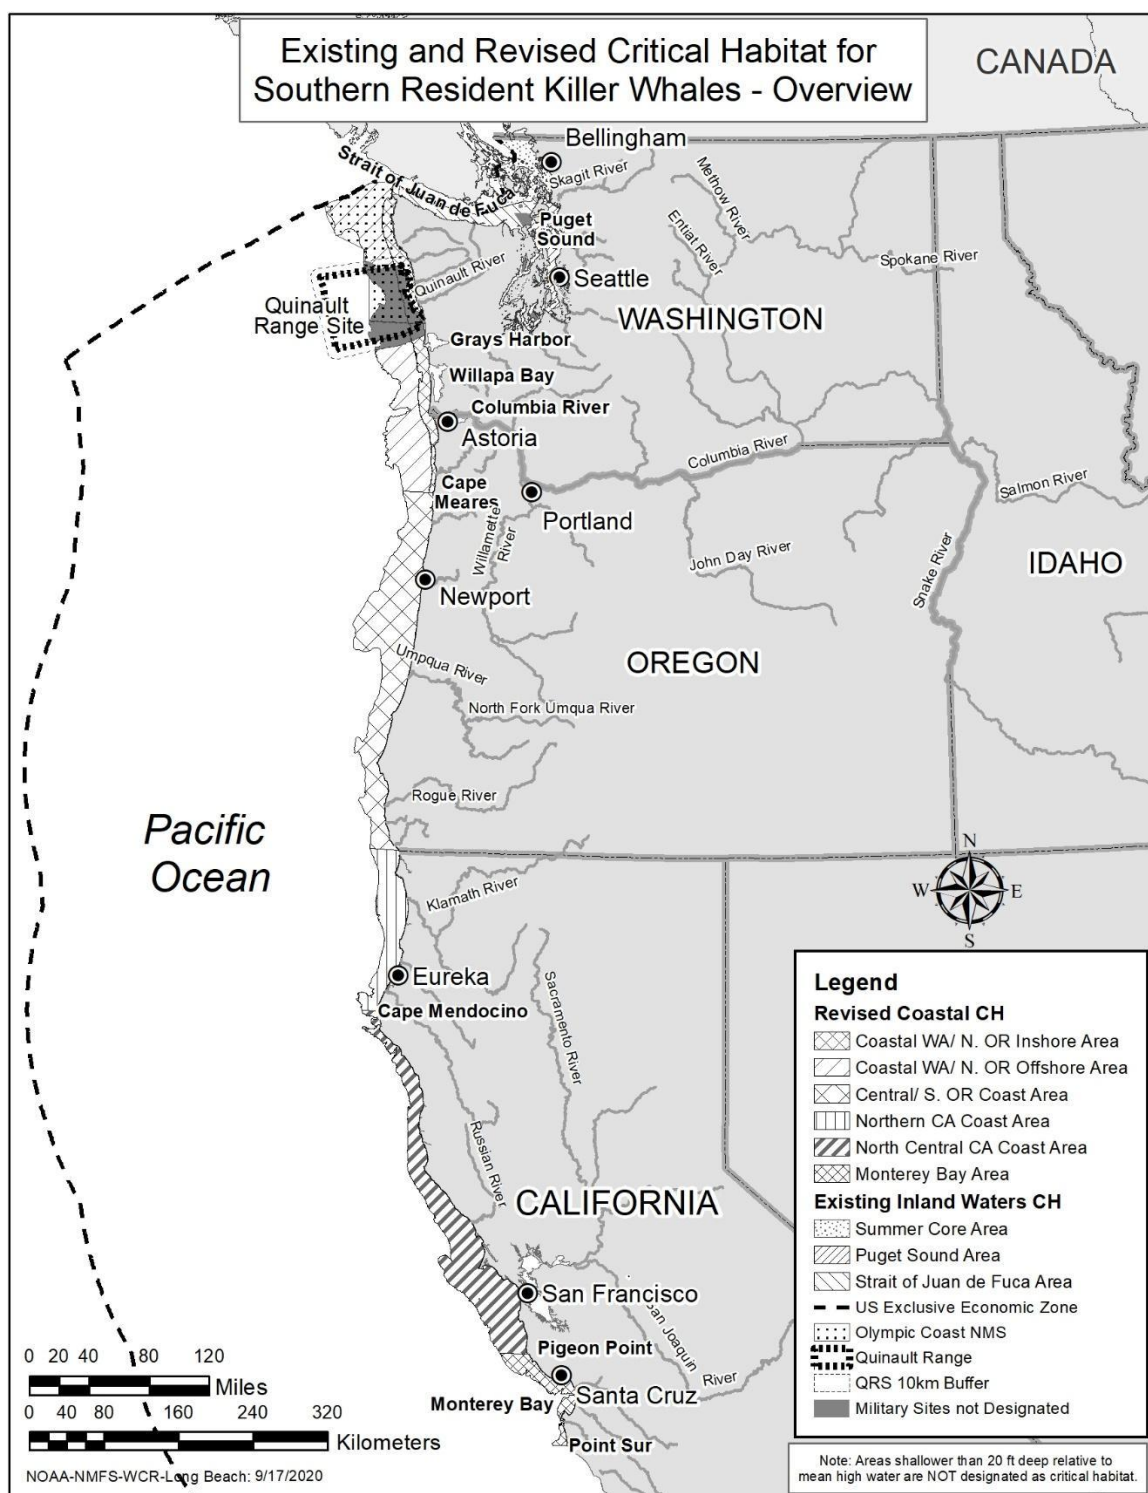 Existing and Revised Critical Habitat for
Southern Resident Killer Whales - Overview
CANADA
Bellingham
Strait of Juan de Fuca
Skagit River
Methow River
Entiat River
Puget
Sound
Spokane River
Quinault River
Seattle
Quinault
Range Site
WASHINGTON
Grays Harbor
Willapa Bay
Columbia River
Astoria
Columbia River
Cape
Meares
Salmon River
Portland
Willamette
River
John Day River
Snake River
IDAHO
Newport
Umpqua River
OREGON
North Fork Umqua River
Rogue River
Pacific
Ocean
N
W
E
S
Klamath River
Eureka
Sacramento River
Cape Mendocino
Russian River
CALIFORNIA
San Francisco
San Joaquin
River
Pigeon Point
Santa Cruz
Monterey Bay
Point Sur
Legend
Revised Coastal CH
Coastal WA/ N. OR Inshore Area
Coastal WA/ N. OR Offshore Area
Central/ S. OR Coast Area
Northern CA Coast Area
North Central CA Coast Area
Monterey Bay Area
Existing Inland Waters CH
Summer Core Area
Puget Sound Area
Strait of Juan de Fuca Area
US Exclusive Economic Zone
Olympic Coast NMS
Quinault Range
QRS 10km Buffer
Military Sites not Designated
0 20 40 80 120
Miles
0 40 80 160 240 320
Kilometers
NOAA-NMFS-WCR-Long Beach: 9/17/2020
Note: Areas shallower than 20 ft deep relative to
mean high water are NOT designated as critical habitat.